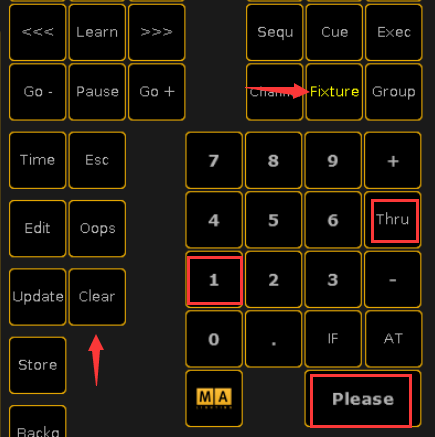 <<< Learn >>> Sequ Cue Exec
Go - Pause Go + Channel Fixture Group
Time Esc 7 8 9 +
Edit Oops 4 5 6 Thru
Update Clear 1 2 3 -
0 . IF AT
Store
MA
LIGHTING
Please
Backg